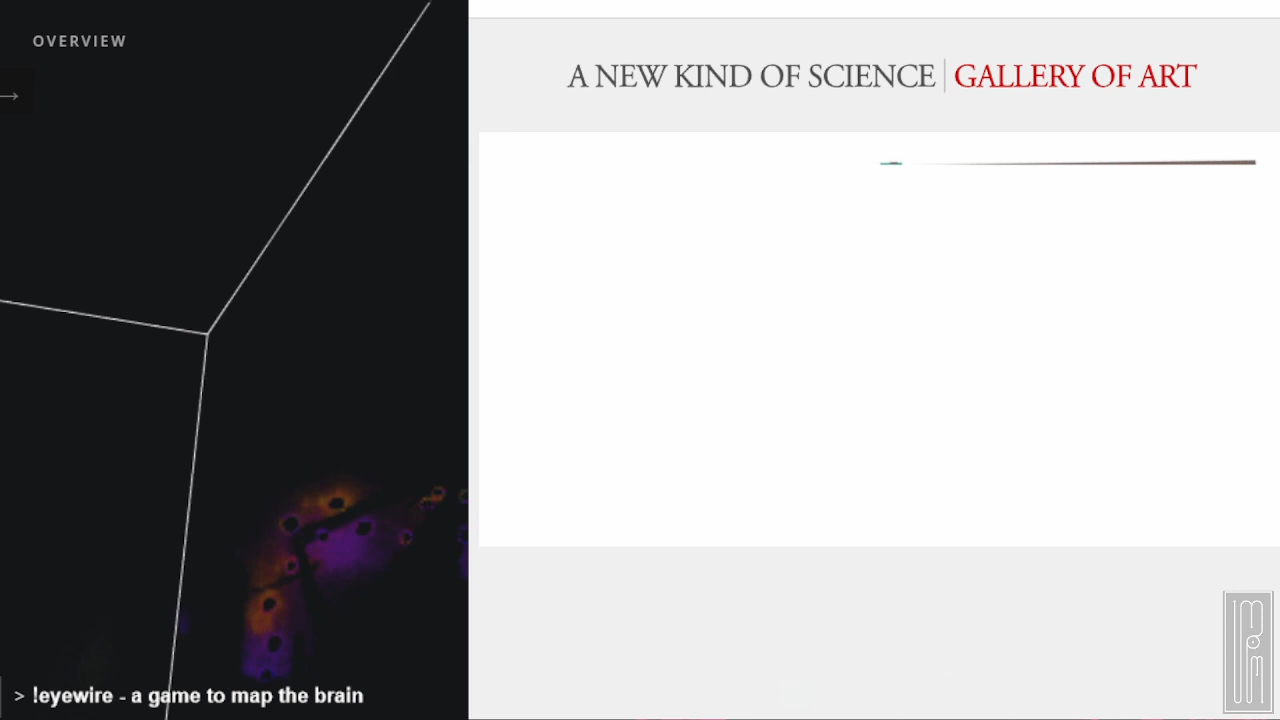 OVERVIEW
A NEW KIND OF SCIENCE | GALLERY OF ART
> !eyewire - a game to map the brain